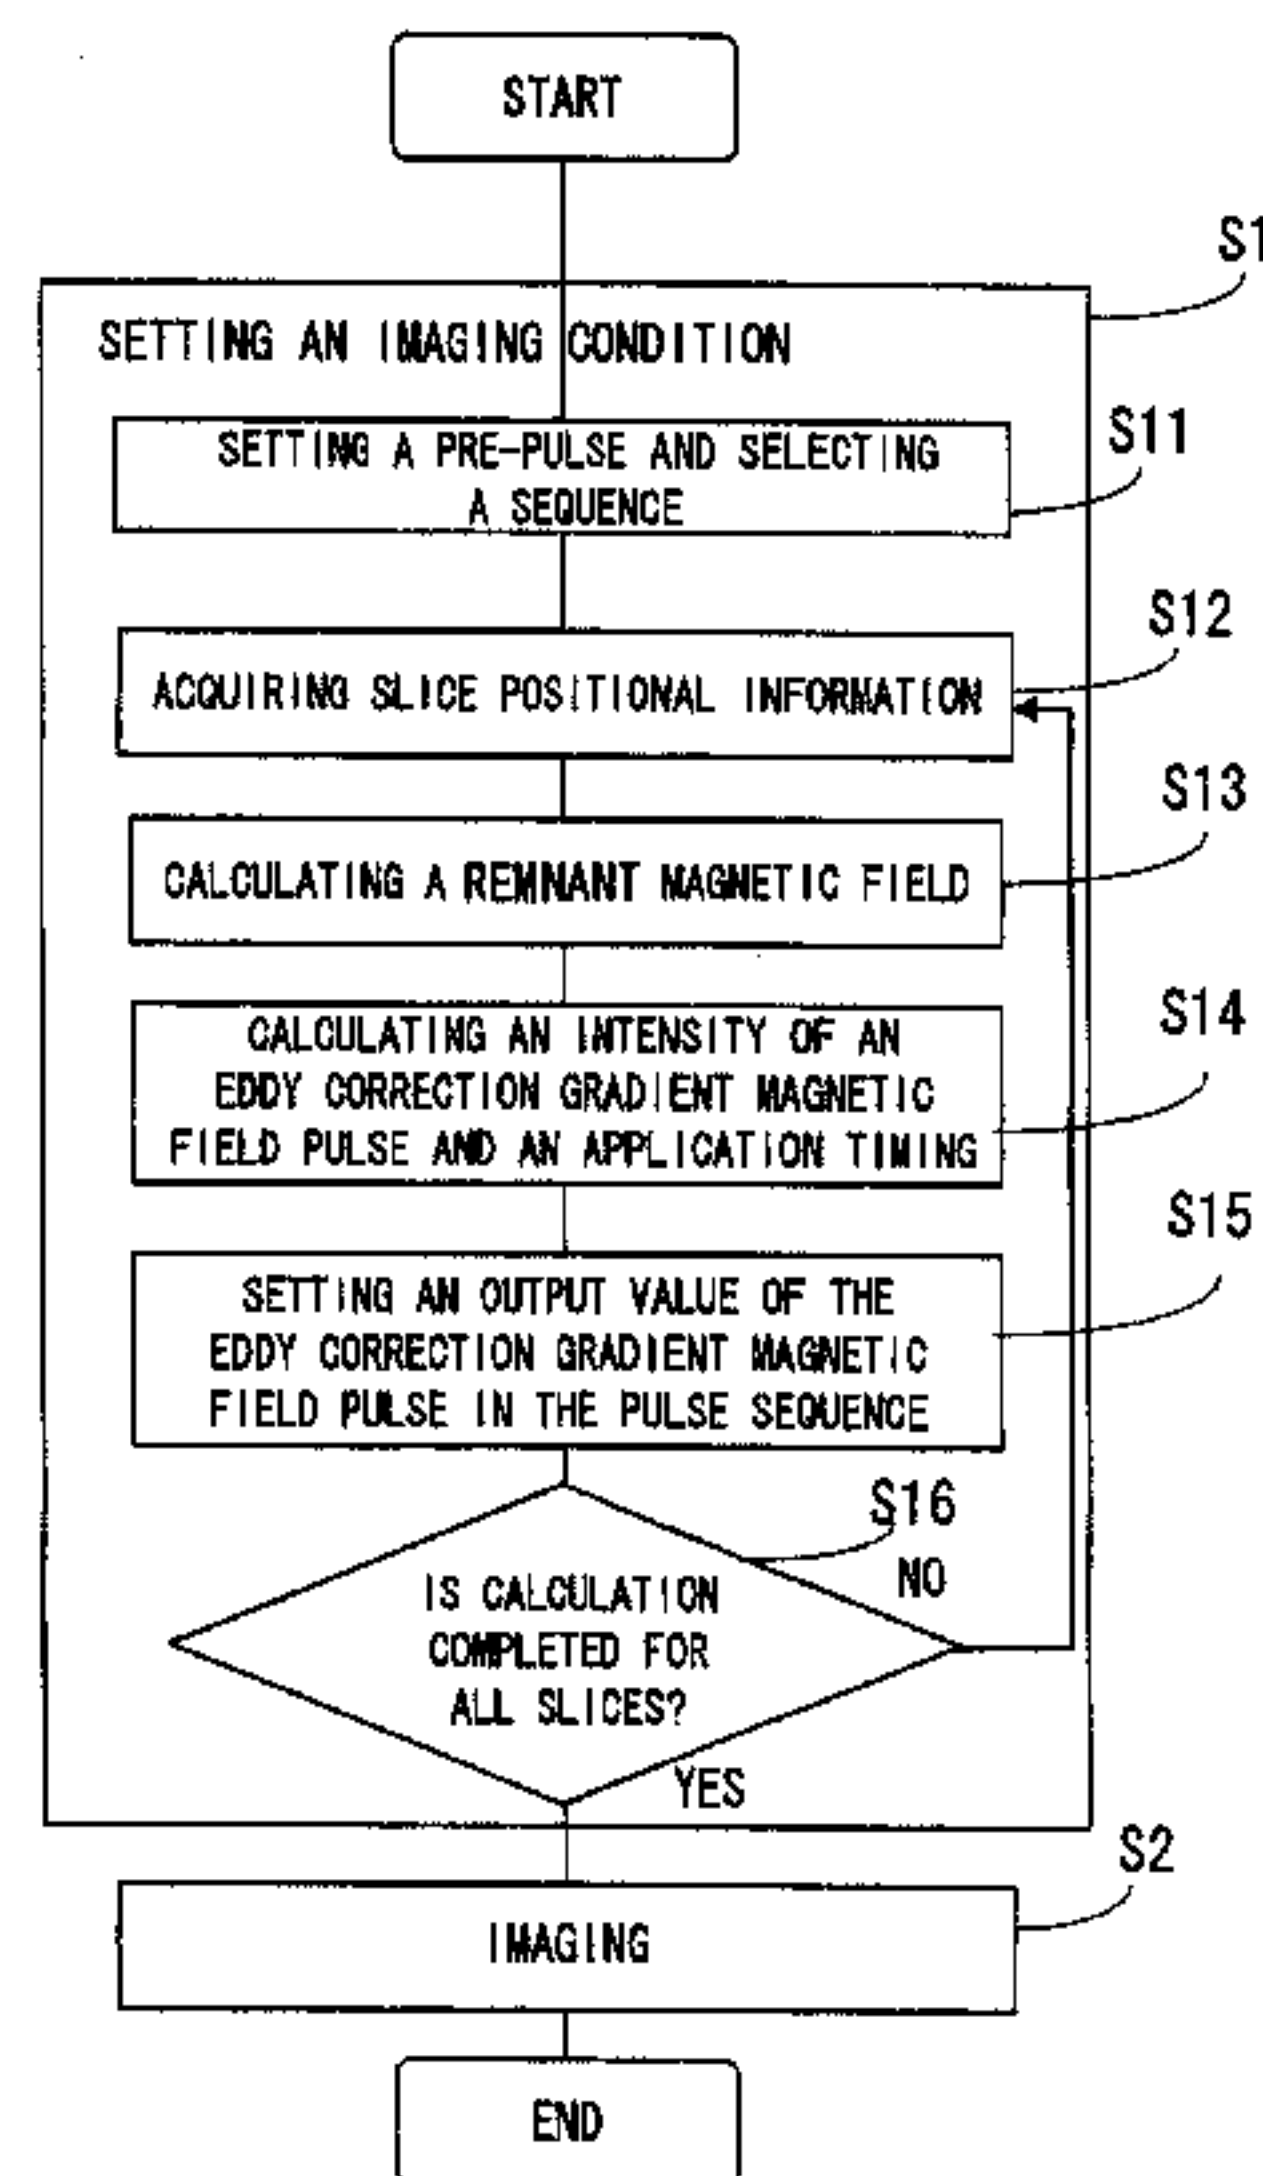 START
S1
SETTING AN IMAGING CONDITION
SETTING A PRE-PULSE AND SELECTING
A SEQUENCE
S11
S12
ACQUIRING SLICE POSITIONAL INFORMATION
S13
CALCULATING A REMNANT MAGNETIC FIELD
S14
CALCULATING AN INTENSITY OF AN
EDDY CORRECTION GRADIENT MAGNETIC
FIELD PULSE AND AN APPLICATION TIMING
S15
SETTING AN OUTPUT VALUE OF THE
EDDY CORRECTION GRADIENT MAGNETIC
FIELD PULSE IN THE PULSE SEQUENCE
S16
NO
IS CALCULATION
COMPLETED FOR
ALL SLICES?
YES
S2
IMAGING
END